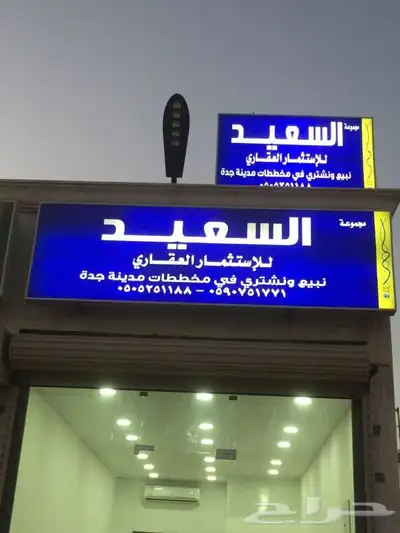 مجموعة
السعيد
للإستثمار العقاري
نبيع ونشتري في مخططات مدينة جدة
٠٥٠٥٢٥١١٨٨
مجموعة
السعيد
للإستثمار العقاري
نبيع ونشتري في مخططات مدينة جدة
٠٥٩٠٧٥١٧٧١ – ٠٥٠٥٢٥١١٨٨
حراج